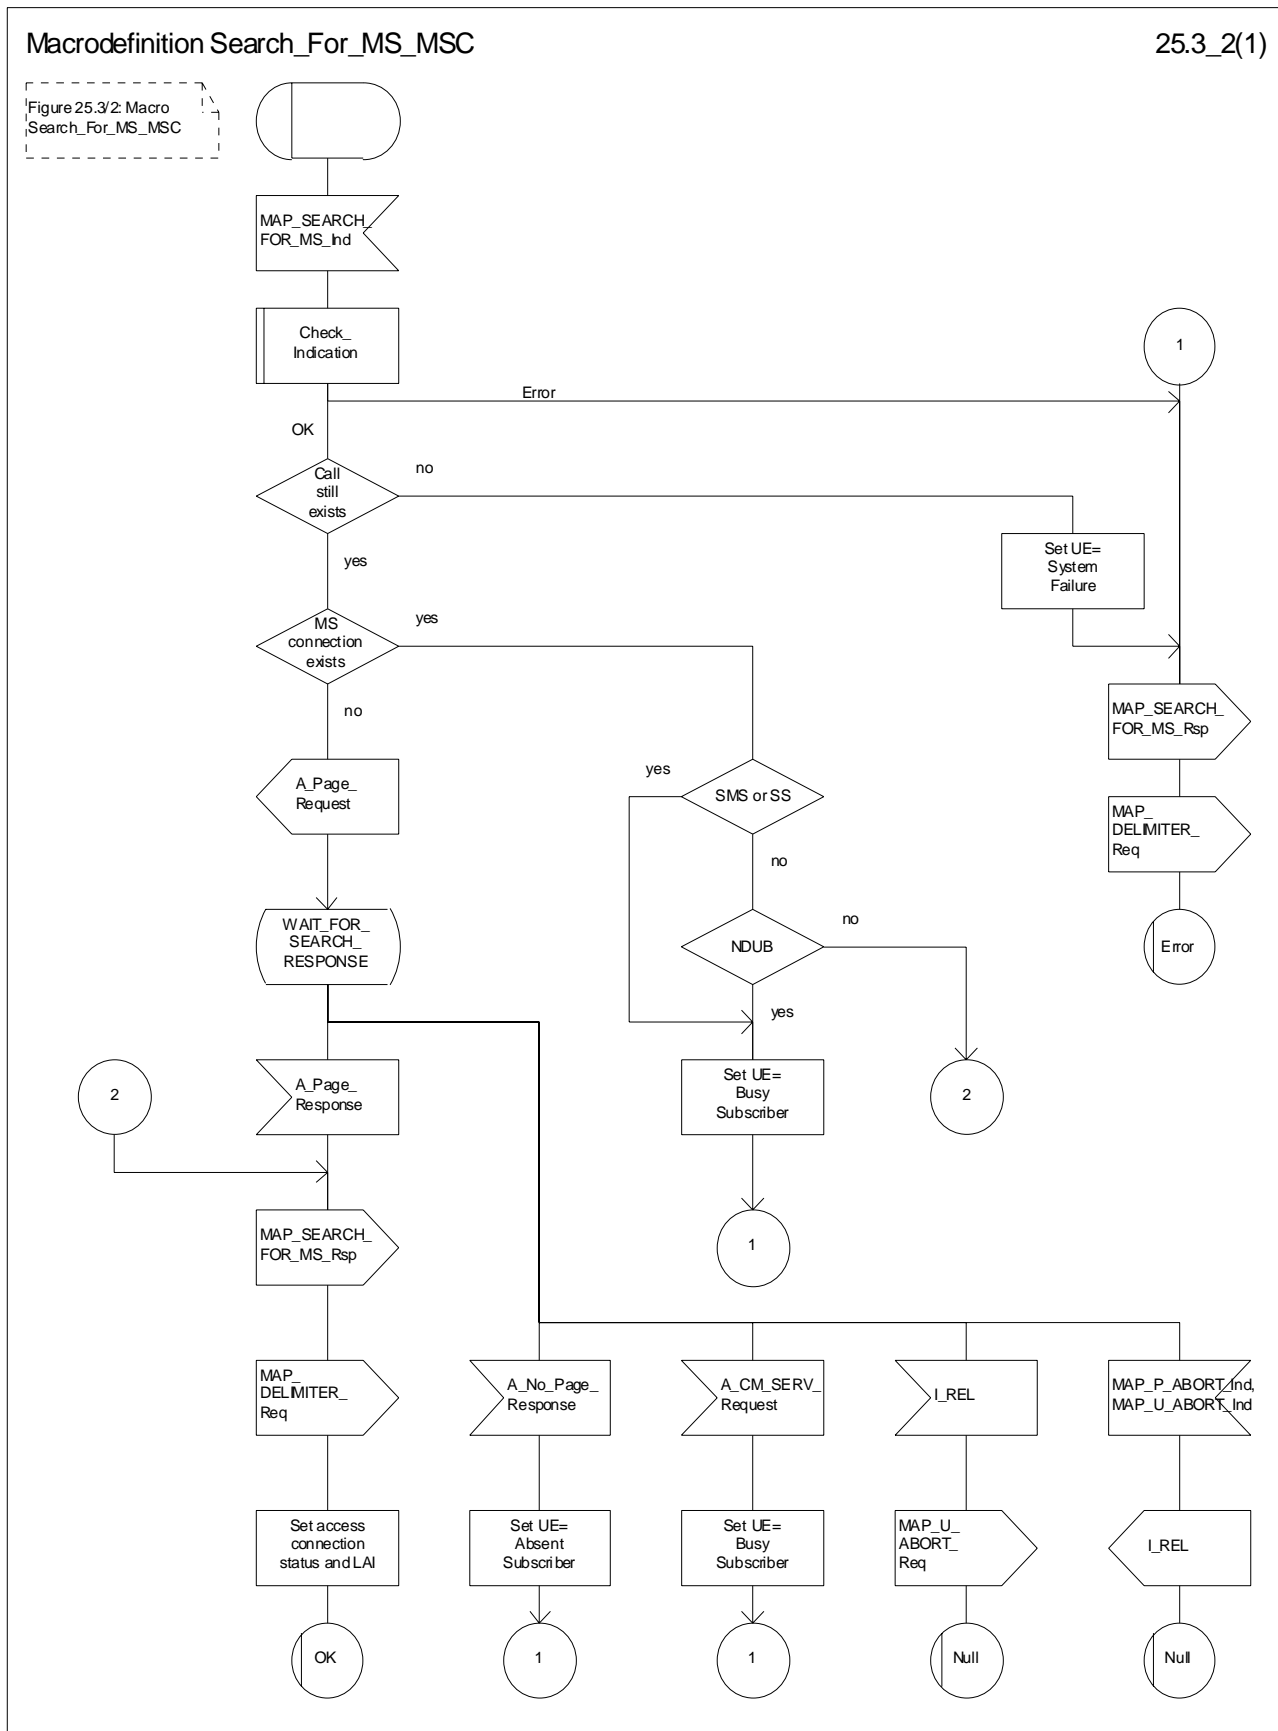 Macrodefinition Search_For_MS_MSC
25.3_2(1)
Figure 25.3/2: Macro
Search_For_MS_MSC
MAP_SEARCH_
FOR_MS_Ind
Check_
Indication
1
Error
OK
Call
still
exists
no
yes
Set UE=
System
Failure
MS
connection
exists
yes
no
MAP_SEARCH_
FOR_MS_Rsp
A_Page_
Request
yes
SMS or SS
no
MAP_
DELIMITER_
Req
WAIT_FOR_
SEARCH_
RESPONSE
NDUB
no
yes
Error
2
A_Page_
Response
Set UE=
Busy
Subscriber
2
MAP_SEARCH_
FOR_MS_Rsp
1
MAP_
DELIMITER_
Req
A_No_Page_
Response
A_CM_SERV_
Request
I_REL
MAP_P_ABORT_Ind,
MAP_U_ABORT_Ind
Set access
connection
status and LAI
Set UE=
Absent
Subscriber
Set UE=
Busy
Subscriber
MAP_U_
ABORT_
Req
I_REL
OK
1
1
Null
Null